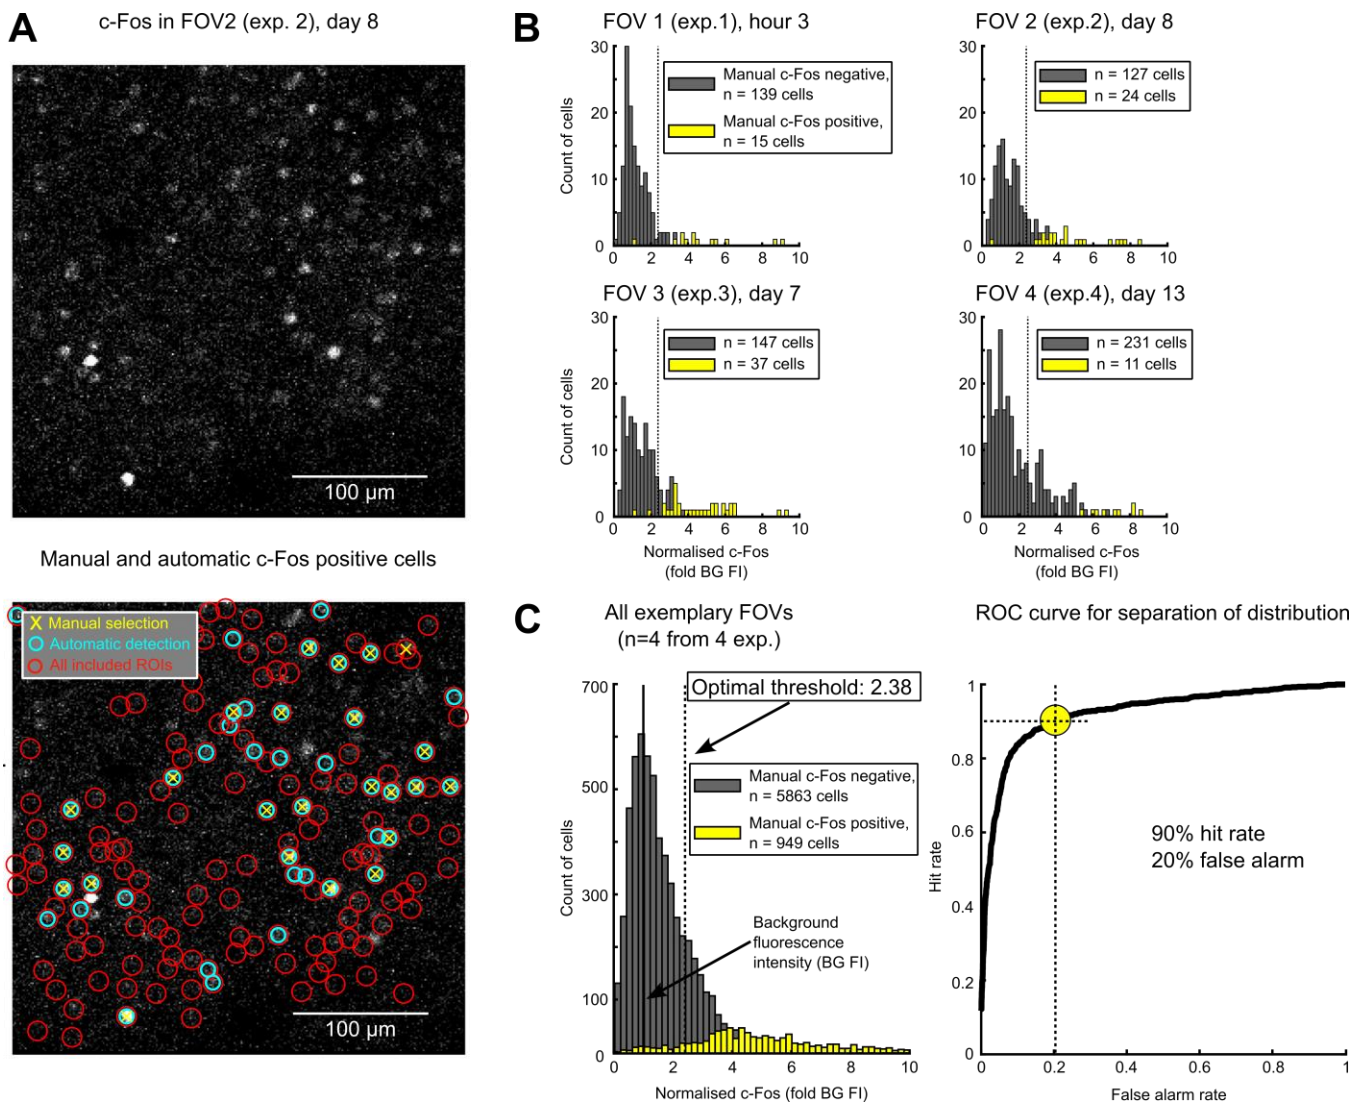 A
c-Fos in FOV2 (exp. 2), day 8
100 µm
Manual and automatic c-Fos positive cells
Manual selection
Automatic detection
All included ROIs
100 µm
B
FOV 1 (exp.1), hour 3
Manual c-Fos negative,
n = 139 cells
Manual c-Fos positive,
n = 15 cells
Count of cells
30
20
10
0
0 2 4 6 8 10
FOV 2 (exp.2), day 8
n = 127 cells
n = 24 cells
30
20
10
0
0 2 4 6 8 10
FOV 3 (exp.3), day 7
n = 147 cells
n = 37 cells
Count of cells
30
20
10
0
0 2 4 6 8 10
Normalised c-Fos
(fold BG FI)
FOV 4 (exp.4), day 13
n = 231 cells
n = 11 cells
30
20
10
0
0 2 4 6 8 10
Normalised c-Fos
(fold BG FI)
C
All exemplary FOVs
(n=4 from 4 exp.)
Optimal threshold: 2.38
Manual c-Fos negative,
n = 5863 cells
Manual c-Fos positive,
n = 949 cells
Background
fluorescence
intensity (BG FI)
Count of cells
700
500
300
100
0
0 2 4 6 8 10
Normalised c-Fos (fold BG FI)
ROC curve for separation of distribution
90% hit rate
20% false alarm
Hit rate
1
0.8
0.6
0.4
0.2
0
0 0.2 0.4 0.6 0.8 1
False alarm rate